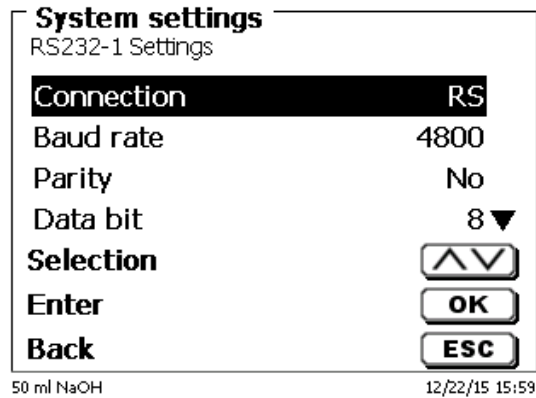 System settings
RS232-1 Settings
Connection RS
Baud rate 4800
Parity No
Data bit 8
Selection
Enter OK
Back ESC
50 ml NaOH 12/22/15 15:59